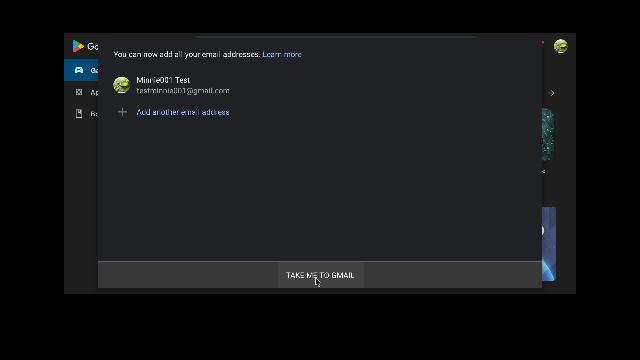 Go
You can now add all your email addresses. Learn more
Ga
Minnie001 Test
testminnie001@gmail.com
Ap
Add another email address
Bo
TAKE ME TO GMAIL